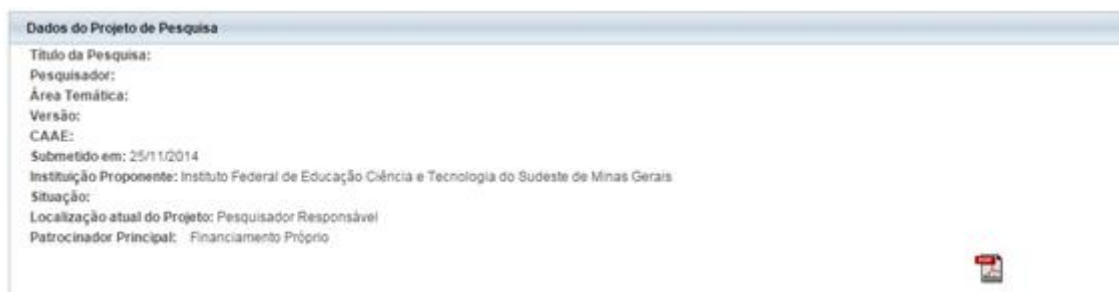 Dados do Projeto de Pesquisa
Título da Pesquisa:
Pesquisador:
Área Temática:
Versão:
CAAE:
Submetido em: 25/11/2014
Instituição Proponente: Instituto Federal de Educação Ciência e Tecnologia do Sudeste de Minas Gerais
Situação:
Localização atual do Projeto: Pesquisador Responsável
Patrocinador Principal: Financiamento Próprio